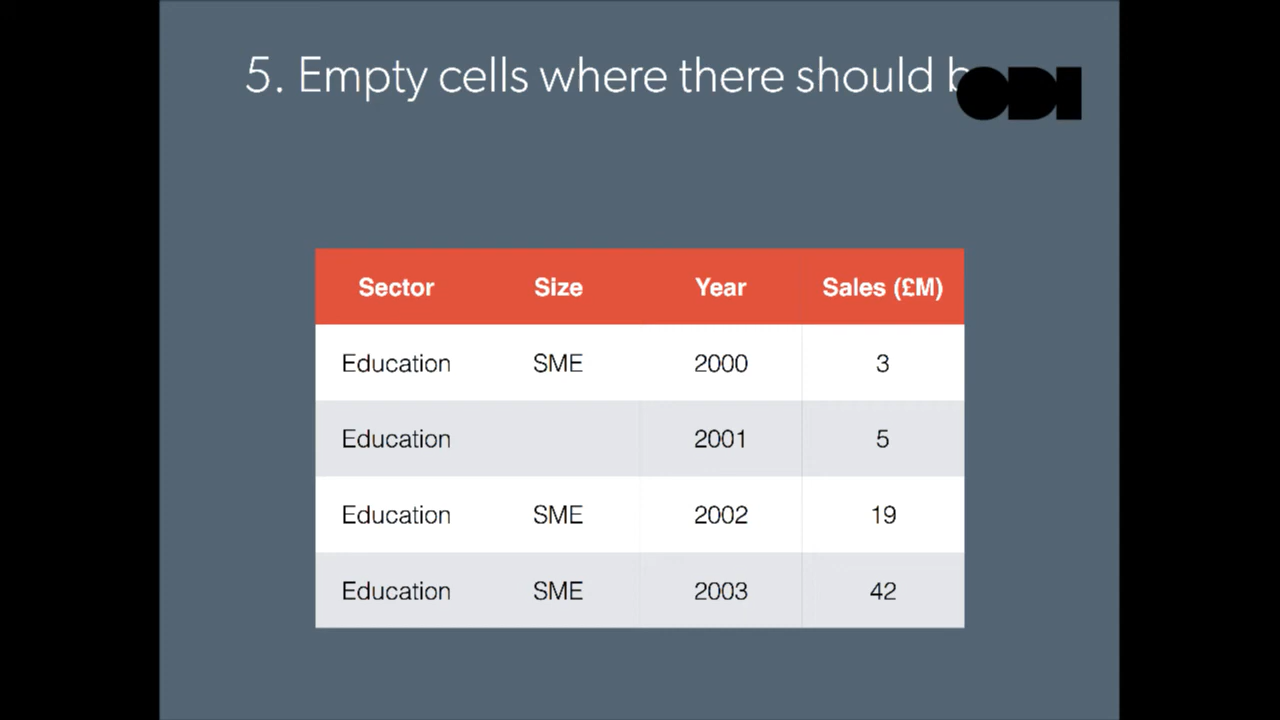 5. Empty cells where there should b
ODI
Sector Size Year Sales (£M)
Education SME 2000 3
Education 2001 5
Education SME 2002 19
Education SME 2003 42